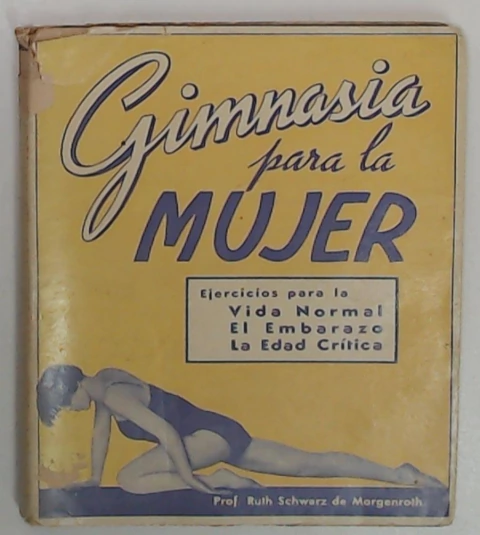 Gimnasia
para la
MUJER
Ejercicios para la
Vida Normal
El Embarazo
La Edad Crítica
Prof. Ruth Schwarz de Morgenroth